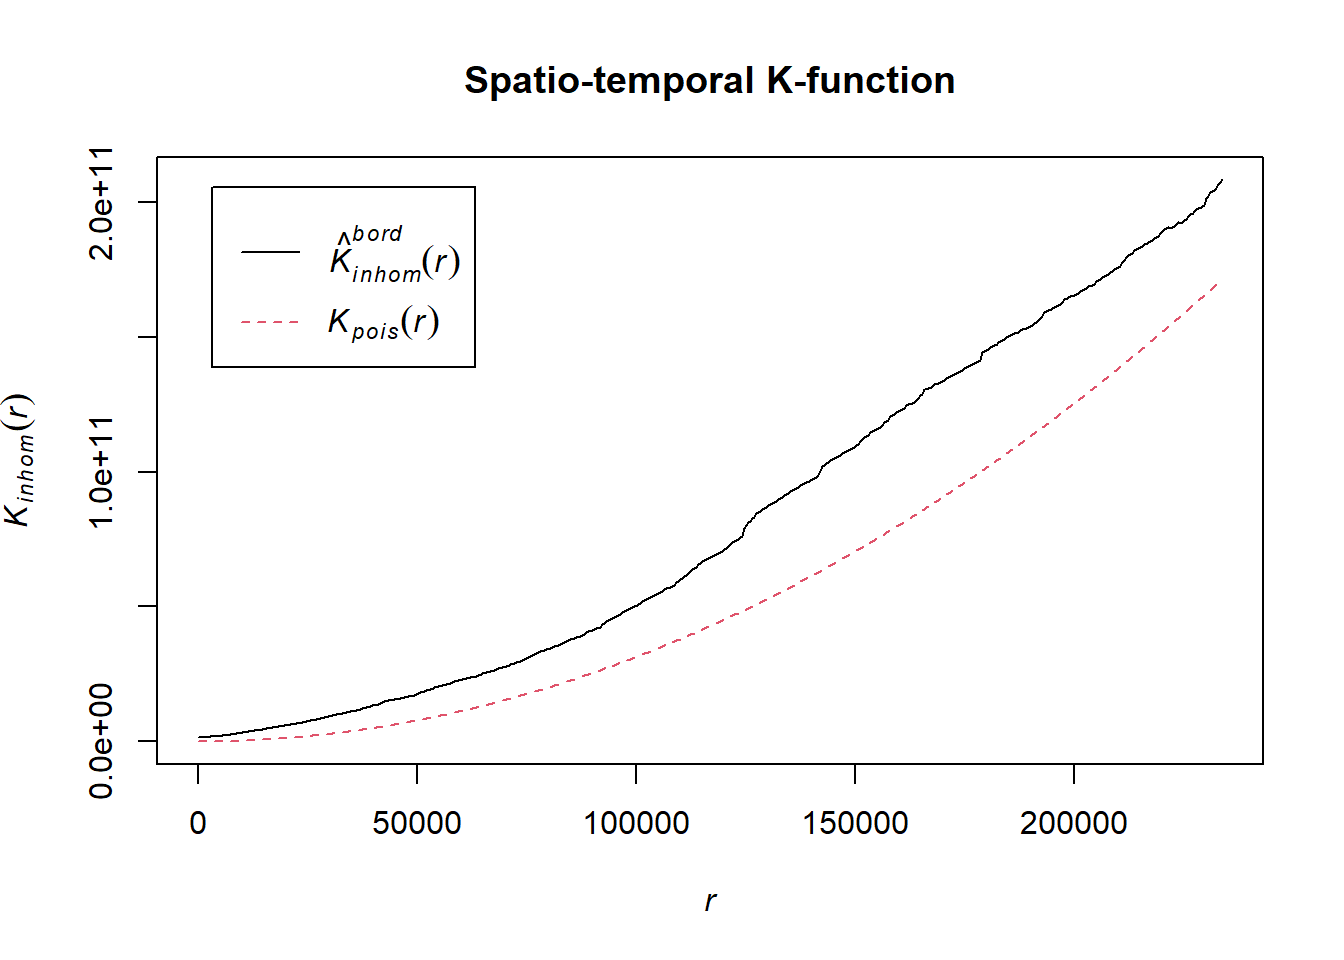 Spatio-temporal K-function
K̂ᵇᵒʳᵈ_inhom(r)
K_pois(r)
K_inhom(r)
2.0e+11
1.0e+11
0.0e+00
0 50000 100000 150000 200000
r